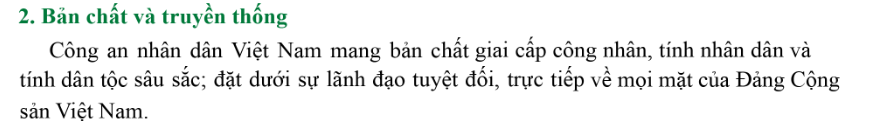 2. Bản chất và truyền thống
Công an nhân dân Việt Nam mang bản chất giai cấp công nhân, tính nhân dân và
tính dân tộc sâu sắc; đặt dưới sự lãnh đạo tuyệt đối, trực tiếp về mọi mặt của Đảng Cộng
sản Việt Nam.